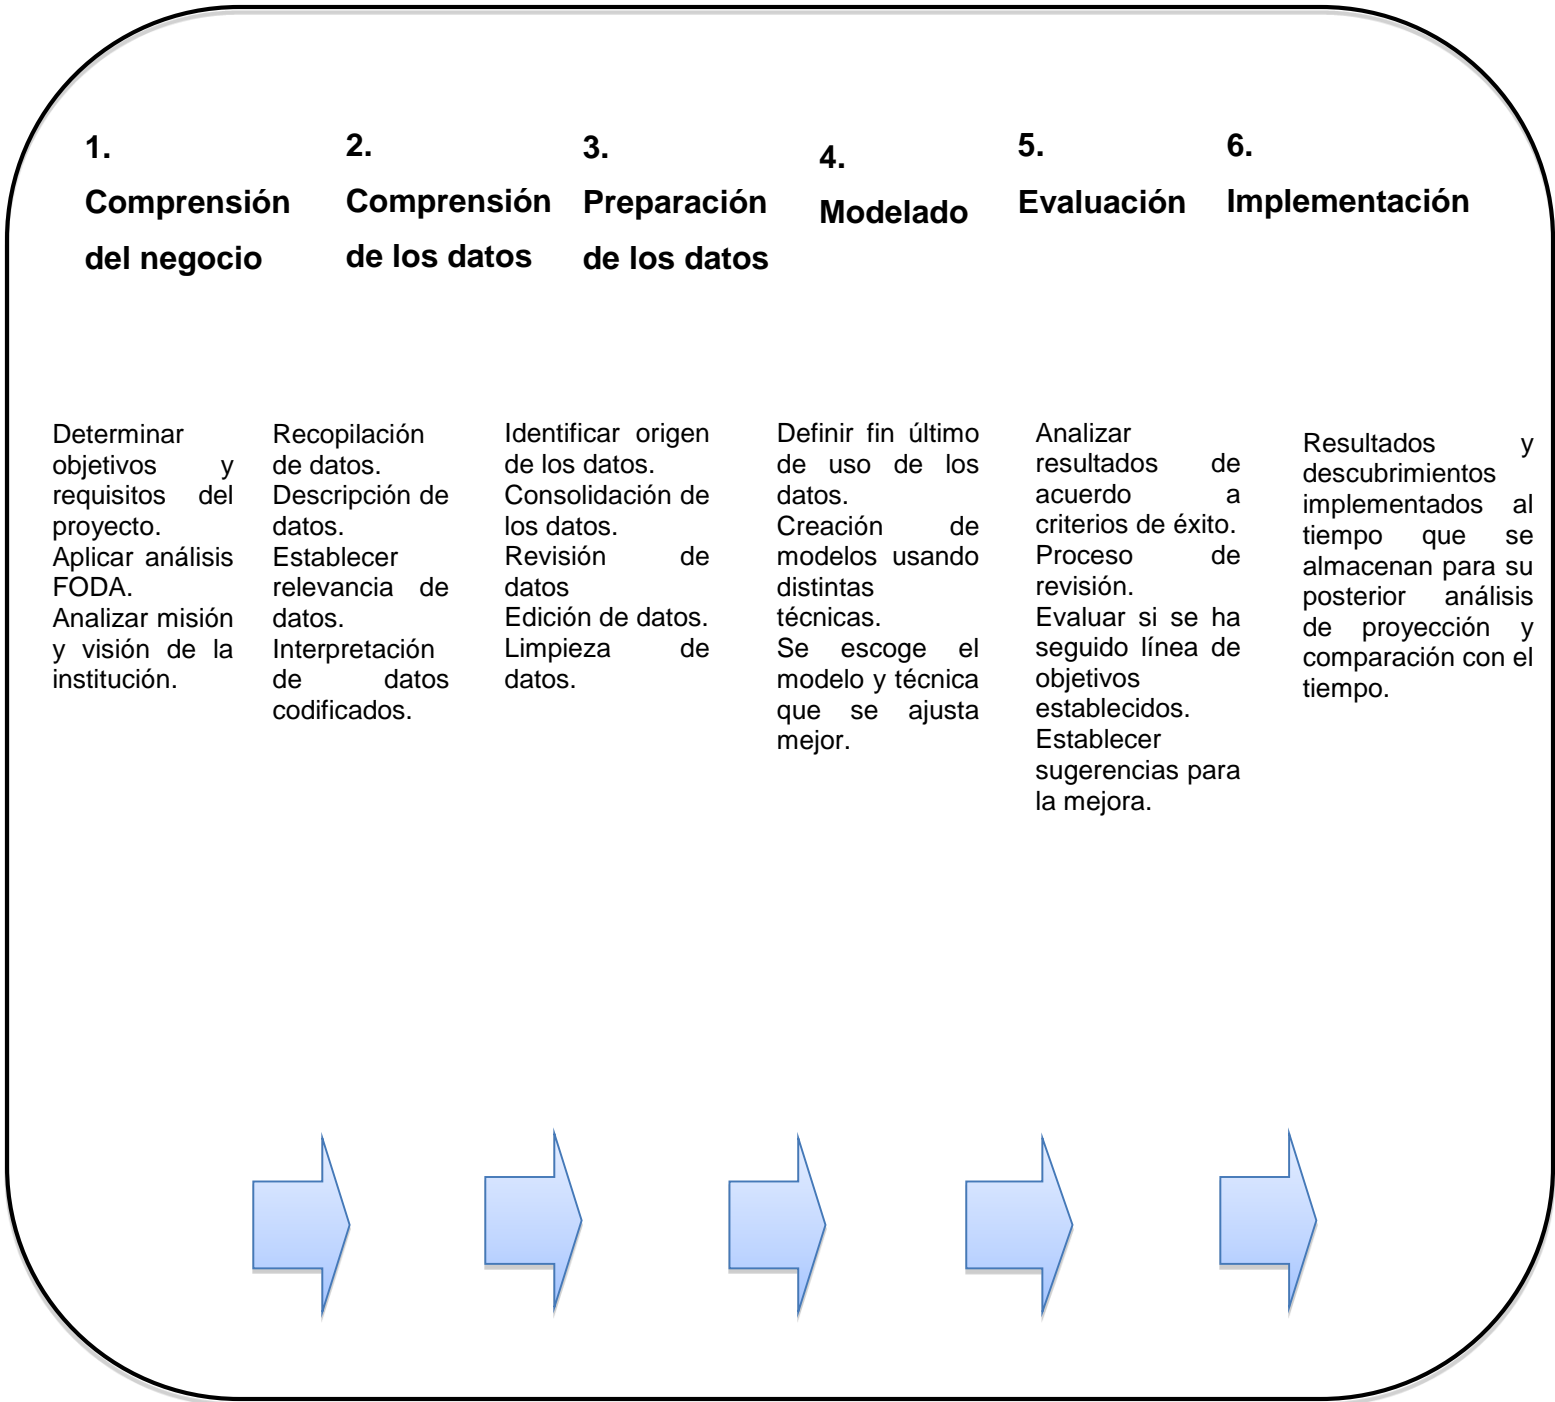 1.
Comprensión
del negocio
2.
Comprensión
de los datos
3.
Preparación
de los datos
4.
Modelado
5.
Evaluación
6.
Implementación
Determinar
objetivos y
requisitos del
proyecto.
Aplicar análisis
FODA.
Analizar misión
y visión de la
institución.
Recopilación
de datos.
Descripción de
datos.
Establecer
relevancia de
datos.
Interpretación
de datos
codificados.
Identificar origen
de los datos.
Consolidación de
los datos.
Revisión de
datos
Edición de datos.
Limpieza de
datos.
Definir fin último
de uso de los
datos.
Creación de
modelos usando
distintas
técnicas.
Se escoge el
modelo y técnica
que se ajusta
mejor.
Analizar
resultados de
acuerdo a
criterios de éxito.
Proceso de
revisión.
Evaluar si se ha
seguido línea de
objetivos
establecidos.
Establecer
sugerencias para
la mejora.
Resultados y
descubrimientos
implementados al
tiempo que se
almacenan para su
posterior análisis
de proyección y
comparación con el
tiempo.